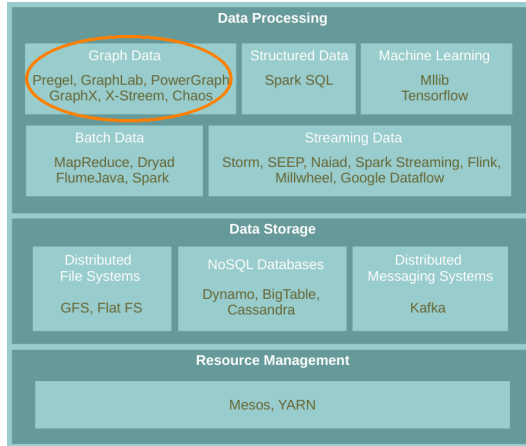 Data Processing
Graph Data
Pregel, GraphLab, PowerGraph
GraphX, X-Streem, Chaos
Structured Data
Spark SQL
Machine Learning
Mllib
Tensorflow
Batch Data
MapReduce, Dryad
FlumeJava, Spark
Streaming Data
Storm, SEEP, Naiad, Spark Streaming, Flink,
Millwheel, Google Dataflow
Data Storage
Distributed
File Systems
GFS, Flat FS
NoSQL Databases
Dynamo, BigTable,
Cassandra
Distributed
Messaging Systems
Kafka
Resource Management
Mesos, YARN